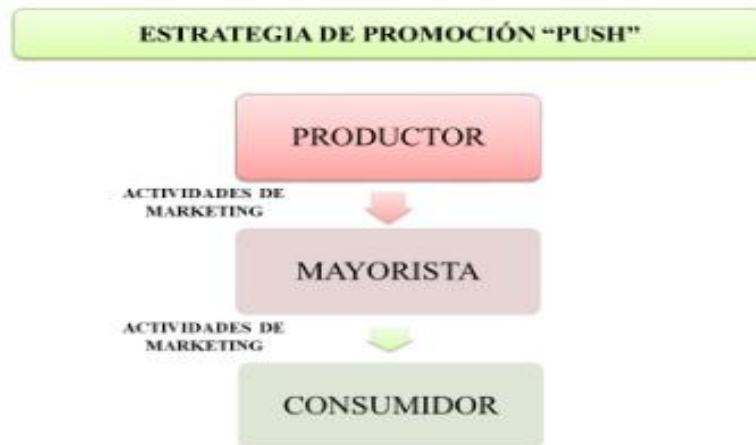 ESTRATEGIA DE PROMOCIÓN “PUSH”
PRODUCTOR
ACTIVIDADES DE
MARKETING
MAYORISTA
ACTIVIDADES DE
MARKETING
CONSUMIDOR